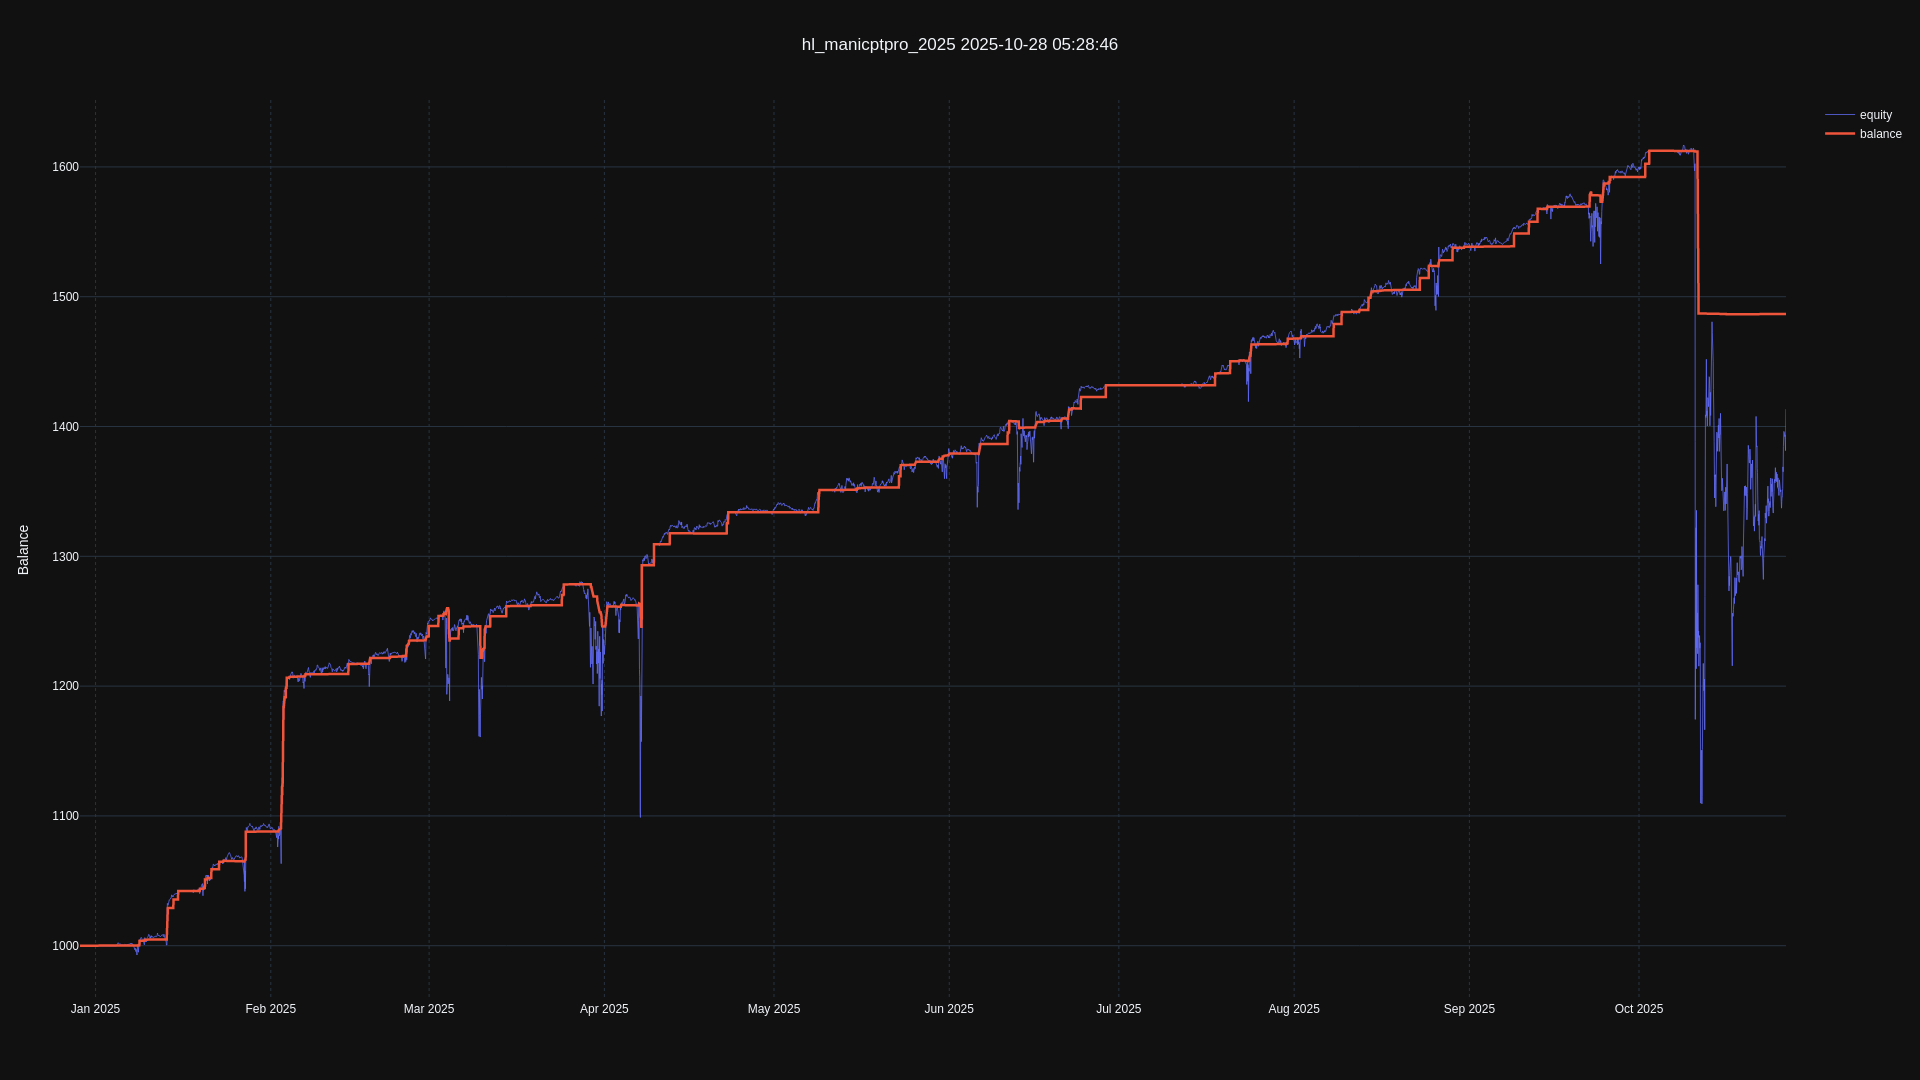 hl_manicptpro_2025 2025-10-28 05:28:46
equity
balance
Balance
1600
1500
1400
1300
1200
1100
1000
Jan 2025
Feb 2025
Mar 2025
Apr 2025
May 2025
Jun 2025
Jul 2025
Aug 2025
Sep 2025
Oct 2025